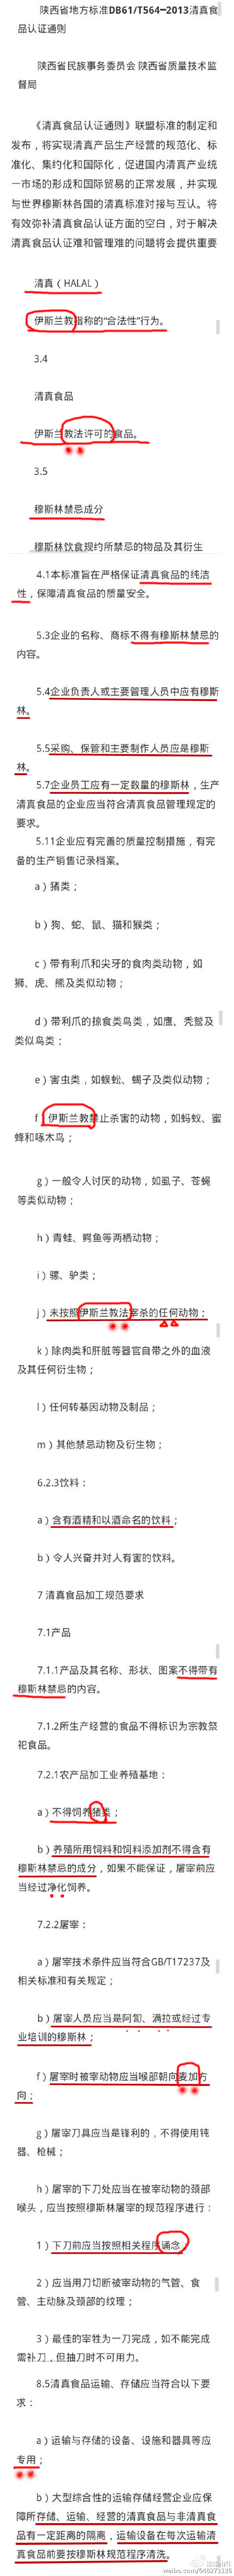 陕西省地方标准DB61/T564—2013清真食
品认证通则
陕西省民族事务委员会 陕西省质量技术监
督局
《清真食品认证通则》联盟标准的制定和
发布，将实现清真产品生产经营的规范化、标
准化、集约化和国际化，促进国内清真产业统
一市场的形成和国际贸易的正常发展，并实现
与世界穆斯林各国的清真标准对接与互认。将
有效弥补清真食品认证方面的空白，对于解决
清真食品认证难和管理难的问题将会提供重要
清真（HALAL）
伊斯兰教指称的“合法性”行为。
3.4
清真食品
伊斯兰教法许可的食品。
3.5
穆斯林禁忌成分
穆斯林饮食规约所禁忌的物品及其衍生
4.1本标准旨在严格保证清真食品的纯洁
性，保障清真食品的质量安全。
5.3企业的名称、商标不得有穆斯林禁忌的
内容。
5.4企业负责人或主要管理人员中应有穆斯
林。
5.5采购、保管和主要制作人员应是穆斯
林。
5.7企业员工应有一定数量的穆斯林，生产
清真食品的企业应当符合清真食品管理规定的
要求。
5.11企业应有完善的质量控制措施，有完
备的生产销售记录档案。
a）猪类；
b）狗、蛇、鼠、猫和猴类；
c）带有利爪和尖牙的食肉类动物，如
狮、虎、熊及类似动物；
d）带利爪的掠食类鸟类，如鹰、秃鹫及
类似鸟类；
e）害虫类，如蜈蚣、蝎子及类似动物；
f）伊斯兰教禁止杀害的动物，如蚂蚁、蜜
蜂和啄木鸟；
g）一般令人讨厌的动物，如虱子、苍蝇
等类似动物；
h）青蛙、鳄鱼等两栖动物；
i）骡、驴类；
j）未按照伊斯兰教法宰杀的任何动物；
k）除肉类和肝脏等器官自带之外的血液
及其任何衍生物；
l）任何转基因动物及制品；
m）其他禁忌动物及衍生物；
6.2.3饮料：
a）含有酒精和以酒命名的饮料；
b）令人兴奋并对人有害的饮料。
7 清真食品加工规范要求
7.1产品
7.1.1产品及其名称、形状、图案不得带有
穆斯林禁忌的内容。
7.1.2所生产经营的食品不得标识为宗教祭
祀食品。
7.2.1农产品加工业养殖基地：
a）不得饲养猪类；
b）养殖所用饲料和饲料添加剂不得含有
穆斯林禁忌的成分，如果不能保证，屠宰前应
当经过净化饲养。
7.2.2屠宰：
a）屠宰技术条件应当符合GB/T17237及
相关标准和有关规定；
b）屠宰人员应当是阿訇、满拉或经过专
业培训的穆斯林；
f）屠宰时被宰动物应当喉部朝向麦加方
向；
g）屠宰刀具应当是锋利的，不得使用钝
器、枪械；
h）屠宰的下刀处应当在被宰动物的颈部
喉头，应当按照穆斯林屠宰的规范程序进行：
1）下刀前应当按照相关程序诵念；
2）应当用刀切断被宰动物的气管、食
管、主动脉及颈部的纹理；
3）最佳的宰牲为一刀完成，如不能完成
需补刀，但抽刀时不可用力。
8.5清真食品运输、存储应当符合以下要
求：
a）运输与存储的设备、设施和器具等应
专用；
b）大型综合性的运输存储经营企业应保
障所存储、运输、经营的清真食品与非清真食
品有一定距离的隔离，运输设备在每次运输清
真食品前要按穆斯林规范程序清洗。